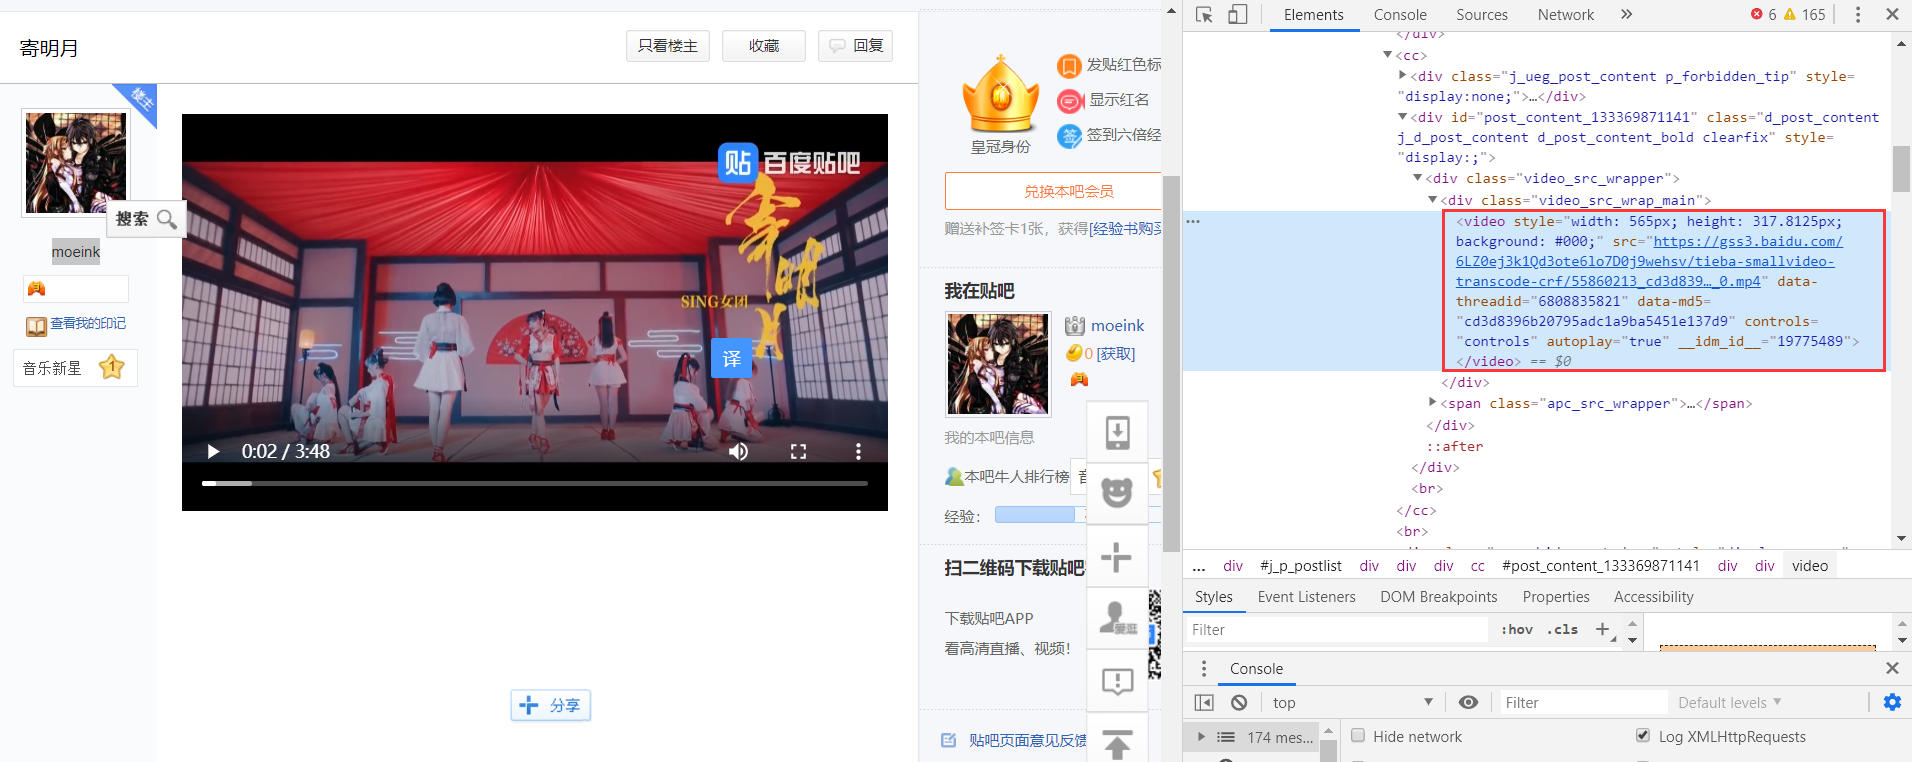 寄明月
只看楼主
收藏
回复
楼主
搜索
moeink
查看我的印记
音乐新星
1
贴 百度贴吧
寄明月
SING女团
译
0:02 / 3:48
分享
皇冠身份
发贴红色标
显示红名
签
签到六倍经
兑换本吧会员
赠送补签卡1张，获得[经验书购买
我在贴吧
moeink
0 [获取]
我的本吧信息
本吧牛人排行榜
音
经验：
扫二维码下载贴吧
下载贴吧APP
看高清直播、视频！
爱逛
贴吧页面意见反馈
Elements
Console
Sources
Network
»
6
165
</div>
<cc>
<div class="j_ueg_post_content p_forbidden_tip" style=
"display:none;">…</div>
<div id="post_content_133369871141" class="d_post_content
j_d_post_content d_post_content_bold clearfix" style=
"display:;">
<div class="video_src_wrapper">
<div class="video_src_wrap_main">
…
<video style="width: 565px; height: 317.8125px;
background: #000;" src="https://gss3.baidu.com/
6LZ0ej3k1Qd3ote6lo7D0j9wehsv/tieba-smallvideo-
transcode-crf/55860213_cd3d839…_0.mp4" data-
threadid="6808835821" data-md5=
"cd3d8396b20795adc1a9ba5451e137d9" controls=
"controls" autoplay="true" __idm_id__="19775489">
</video> == $0
</div>
<span class="apc_src_wrapper">…</span>
</div>
::after
</div>
<br>
</cc>
<br>
... div #j_p_postlist div div div cc #post_content_133369871141 div div video
Styles
Event Listeners
DOM Breakpoints
Properties
Accessibility
Filter
:hov .cls +
Console
top
Filter
Default levels
174 mes...
Hide network
Log XMLHttpRequests